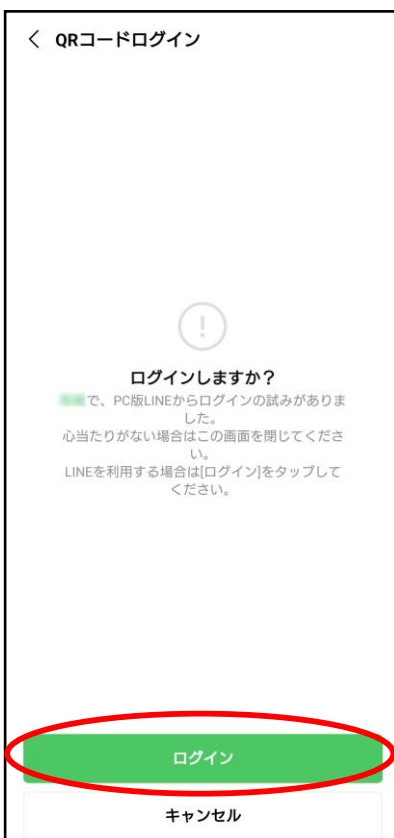 QRコードログイン
ログインしますか？
で、PC版LINEからログインの試みがありま
した。
心当たりがない場合はこの画面を閉じてくださ
い。
LINEを利用する場合は[ログイン]をタップして
ください。
ログイン
キャンセル